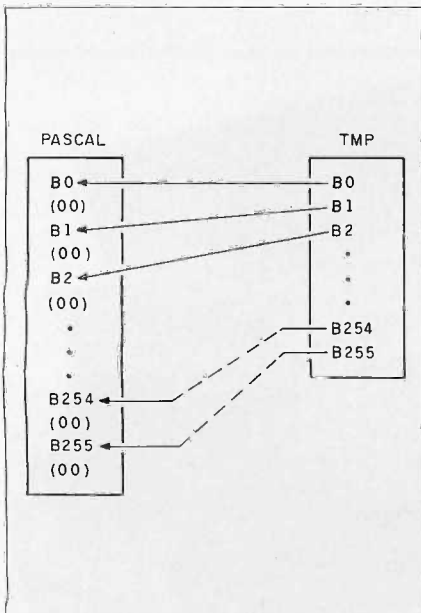 PASCAL
B0
(00)
B1
(00)
B2
(00)
B254
(00)
B255
(00)
TMP
B0
B1
B2
B254
B255